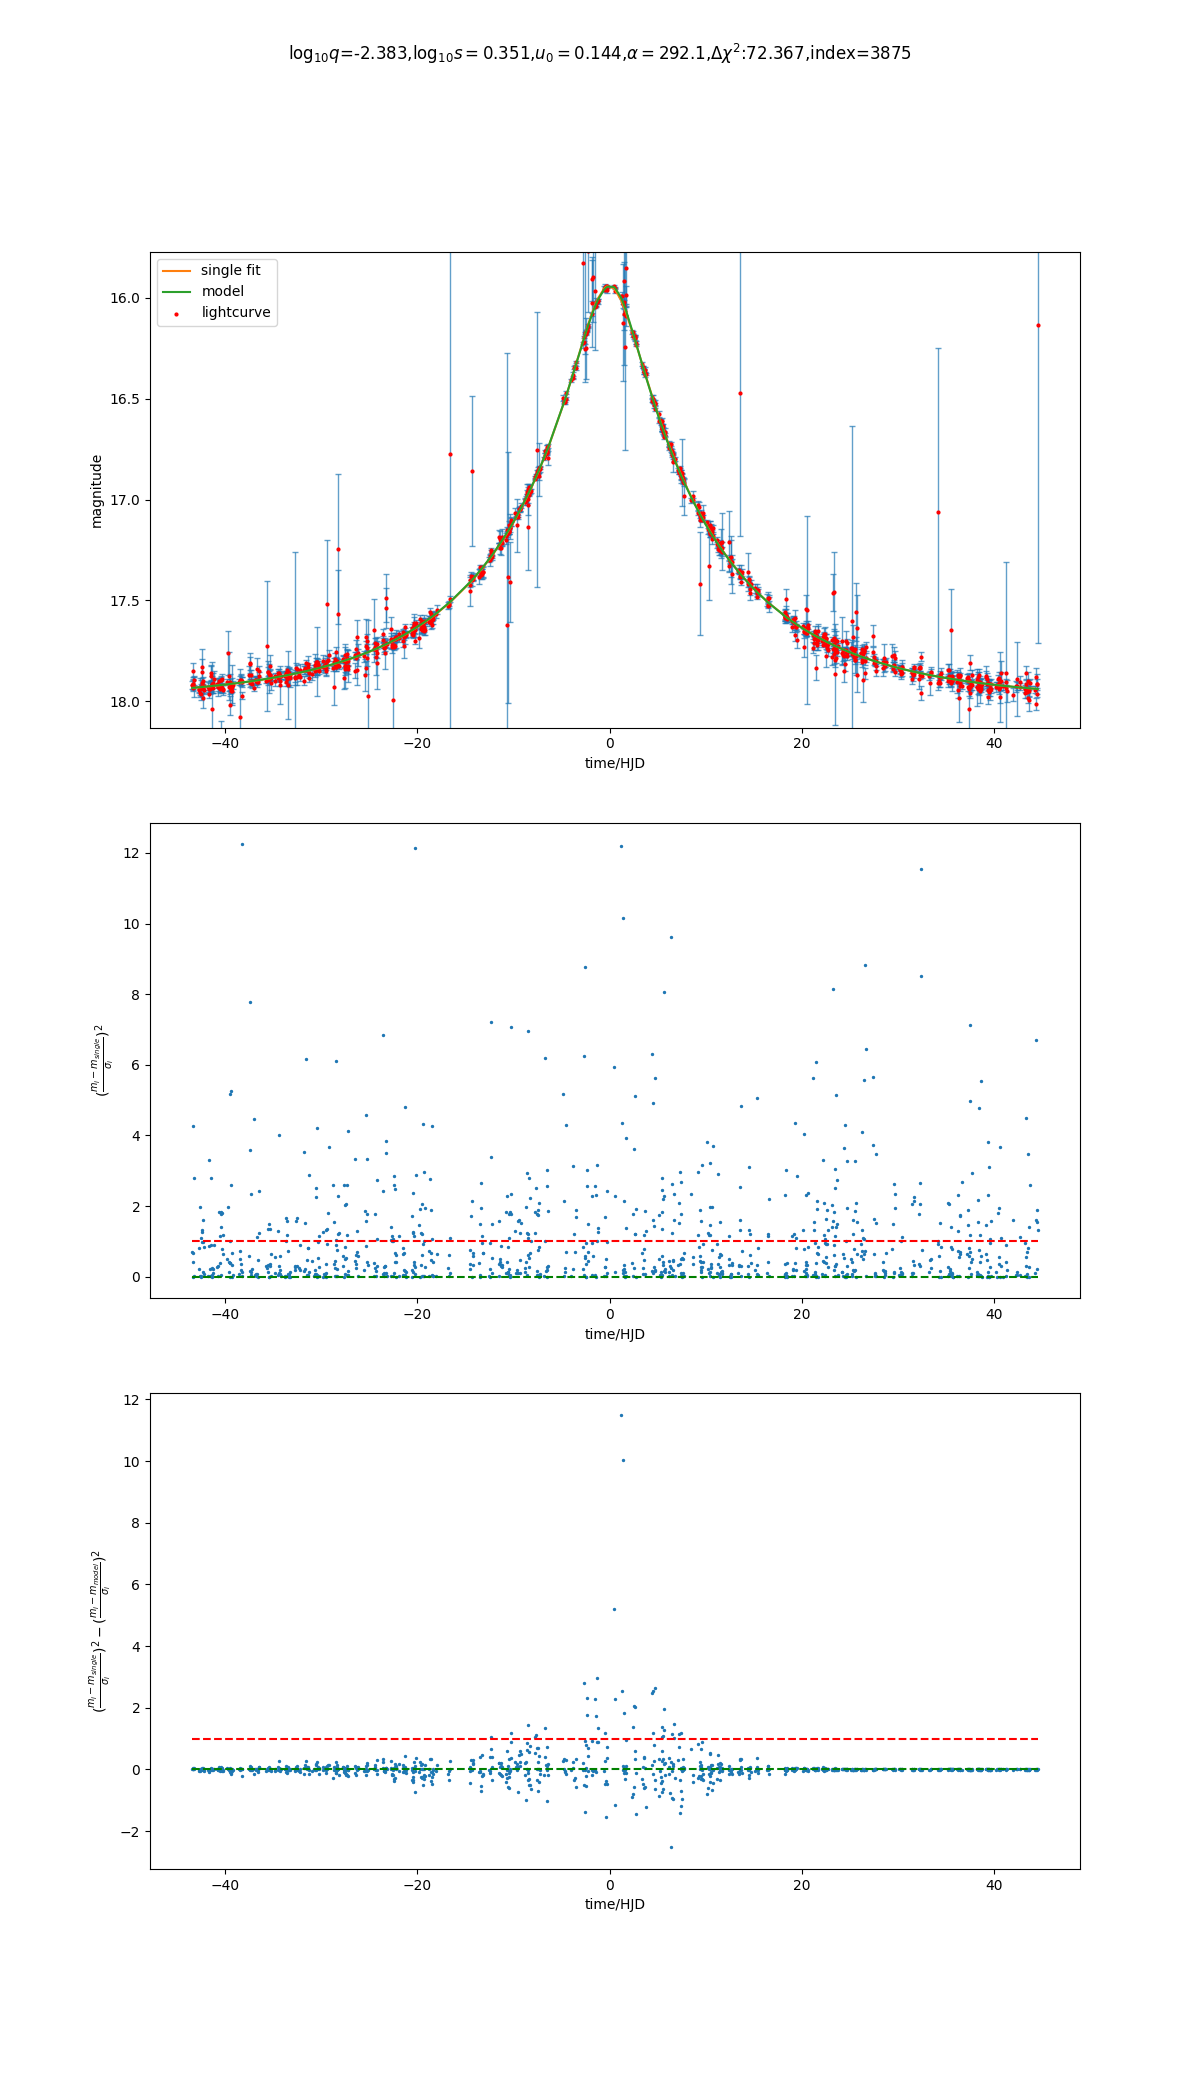 log₁₀q=-2.383,log₁₀s = 0.351,u₀ = 0.144,α = 292.1,Δχ²:72.367,index=3875
single fit
model
lightcurve
16.0
16.5
17.0
17.5
18.0
magnitude
−40 −20 0 20 40
time/HJD
12
10
8
6
4
2
0
((mᵢ − m_single)/σᵢ)²
−40 −20 0 20 40
time/HJD
12
10
8
6
4
2
0
−2
((mᵢ − m_single)/σᵢ)² − ((mᵢ − m_model)/σᵢ)²
−40 −20 0 20 40
time/HJD